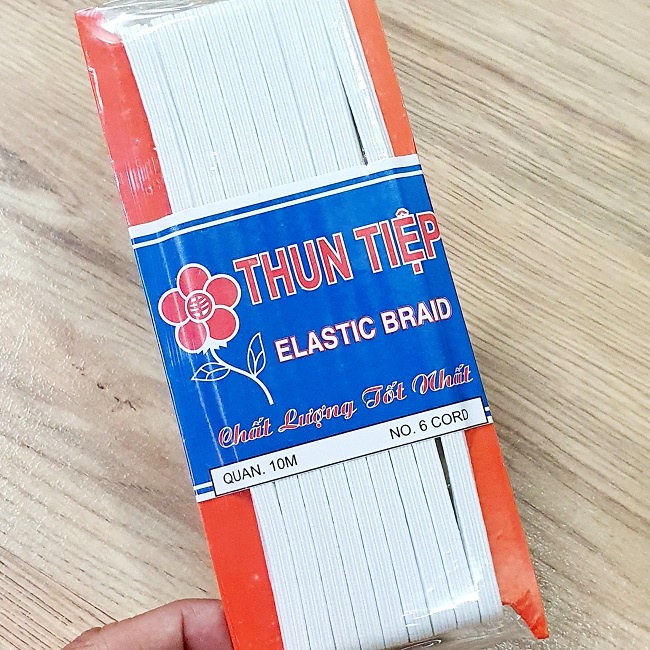 THUN TIỆP
ELASTIC BRAID
Chất Lượng Tốt Nhất
QUAN. 10M
NO. 6 CORD